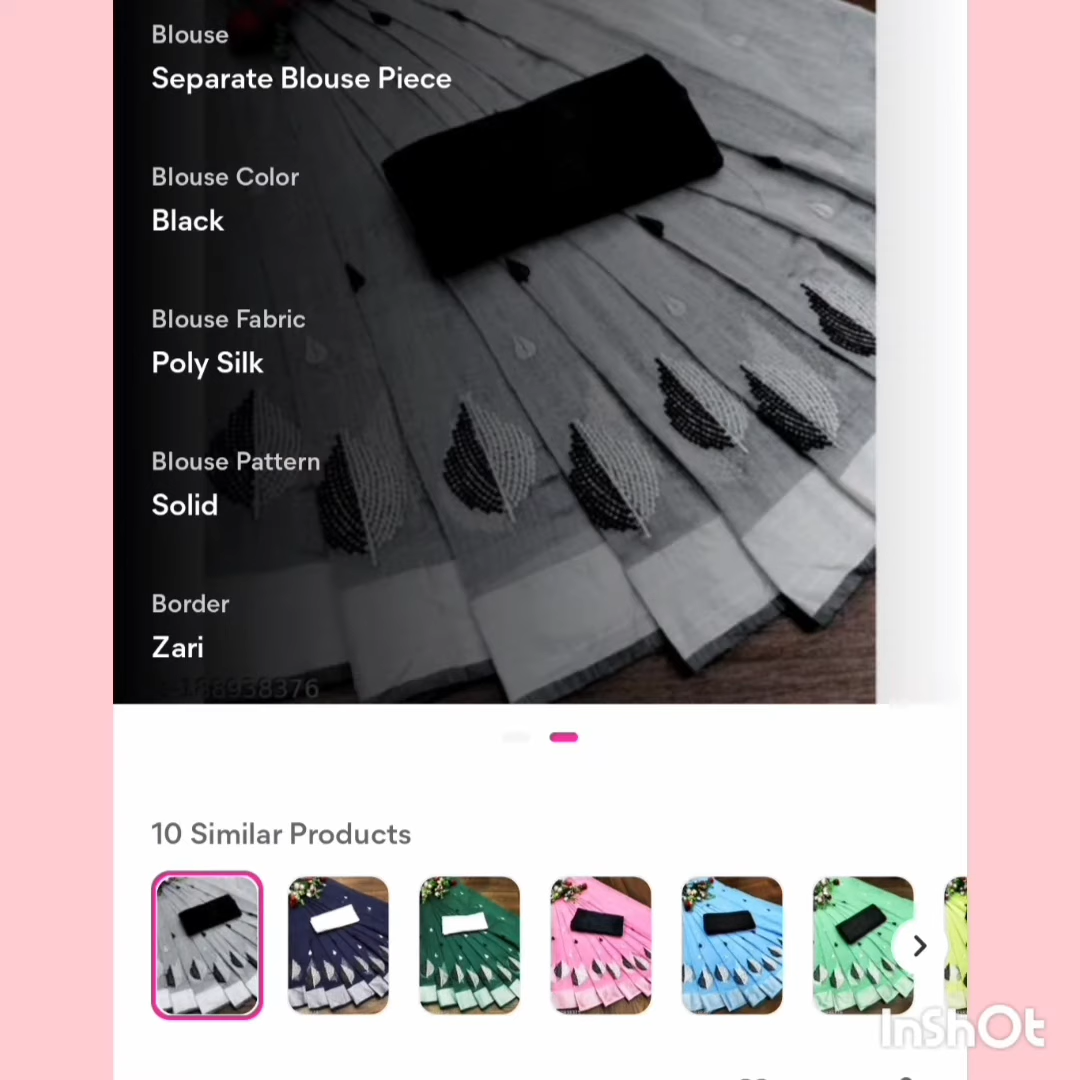 Blouse
Separate Blouse Piece
Blouse Color
Black
Blouse Fabric
Poly Silk
Blouse Pattern
Solid
Border
Zari
s-188938376
10 Similar Products
InShOt